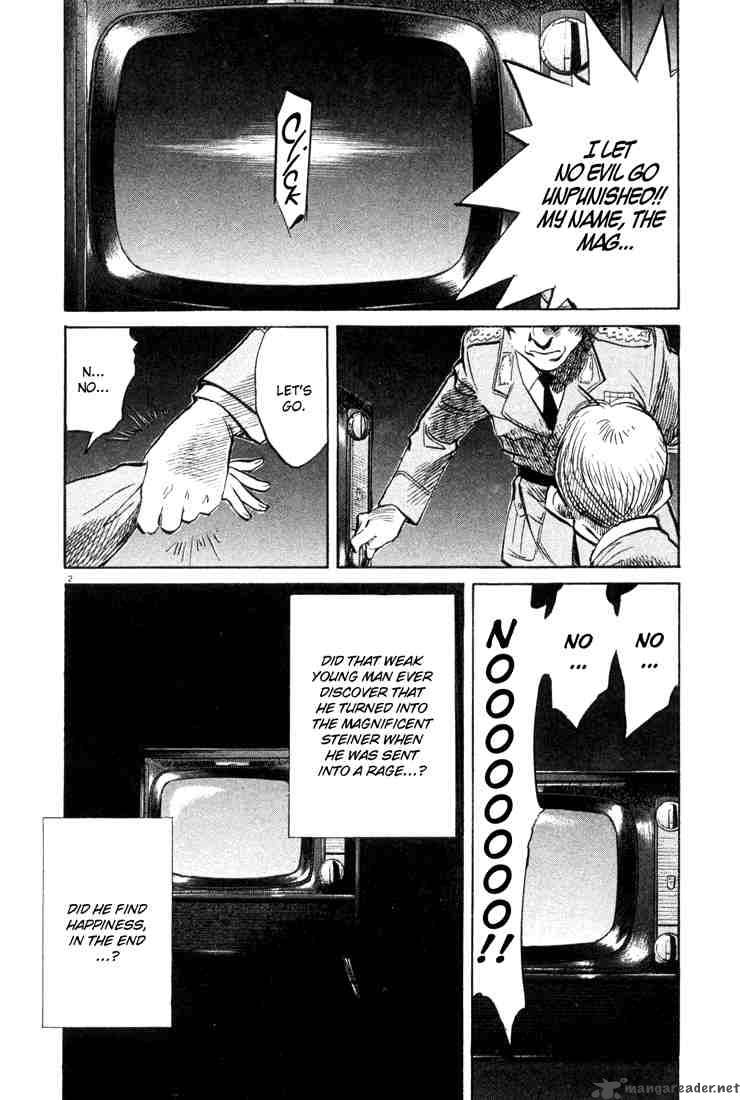 CLICK
I LET
NO EVIL GO
UNPUNISHED!!
MY NAME, THE
MAG...
LET'S
GO.
N...
NO...
NO
...
NO
...
NOOOOOOOO!!
DID THAT WEAK
YOUNG MAN EVER
DISCOVER THAT
HE TURNED INTO
THE MAGNIFICENT
STEINER WHEN
HE WAS SENT
INTO A RAGE...?
DID HE FIND
HAPPINESS,
IN THE END
...?
2
mangareader.net